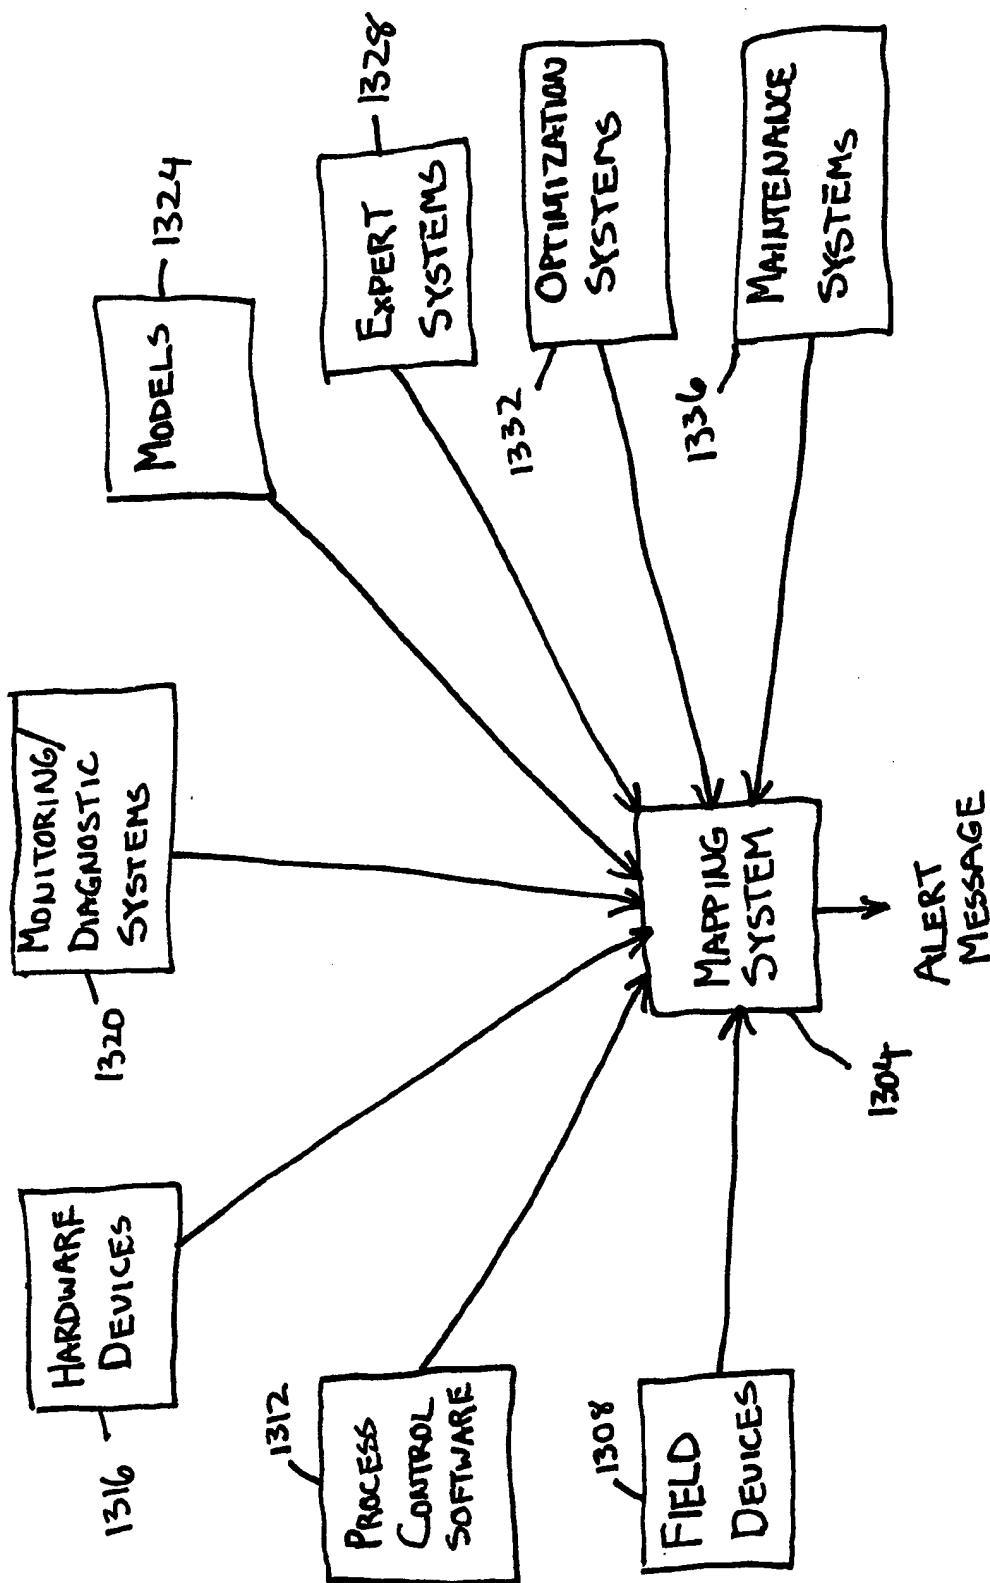 HARDWARE
DEVICES
1316
MONITORING/
DIAGNOSTIC
SYSTEMS
1320
MODELS
1324
EXPERT
SYSTEMS
1328
PROCESS
CONTROL
SOFTWARE
1312
OPTIMIZATION
SYSTEMS
1332
FIELD
DEVICES
1308
MAPPING
SYSTEM
1304
MAINTENANCE
SYSTEMS
1336
ALERT
MESSAGE